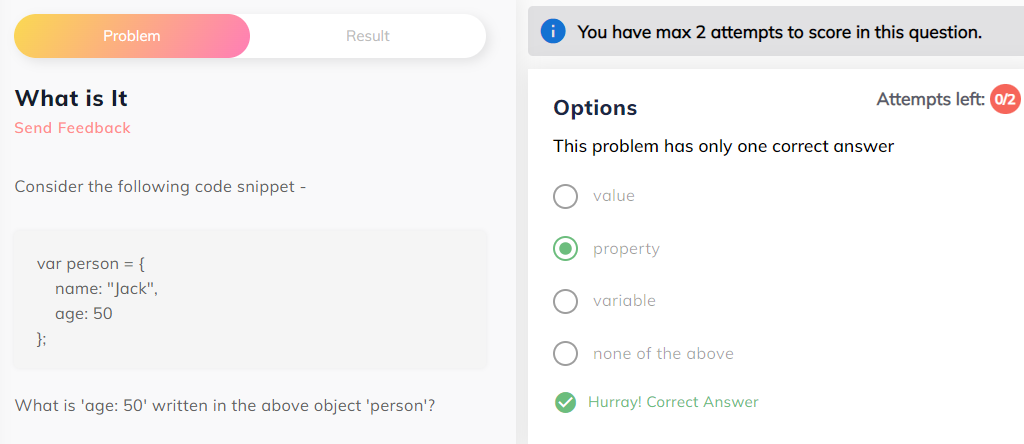 Problem
Result
What is It
Send Feedback
Consider the following code snippet -
var person = {
    name: "Jack",
    age: 50
};
What is 'age: 50' written in the above object 'person'?
You have max 2 attempts to score in this question.
Options
Attempts left: 0/2
This problem has only one correct answer
value
property
variable
none of the above
Hurray! Correct Answer